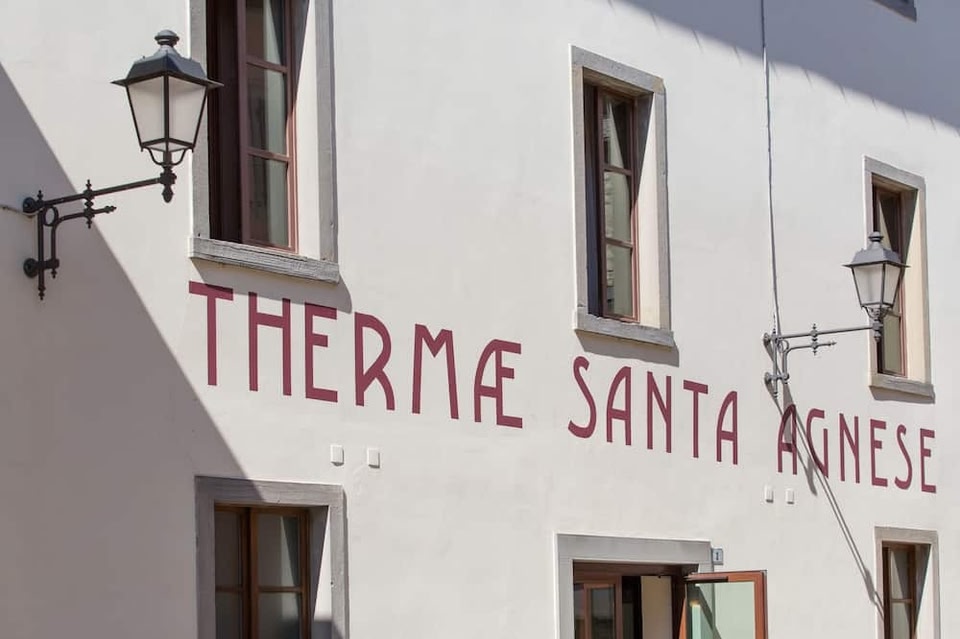 THERMÆ SANTA AGNESE